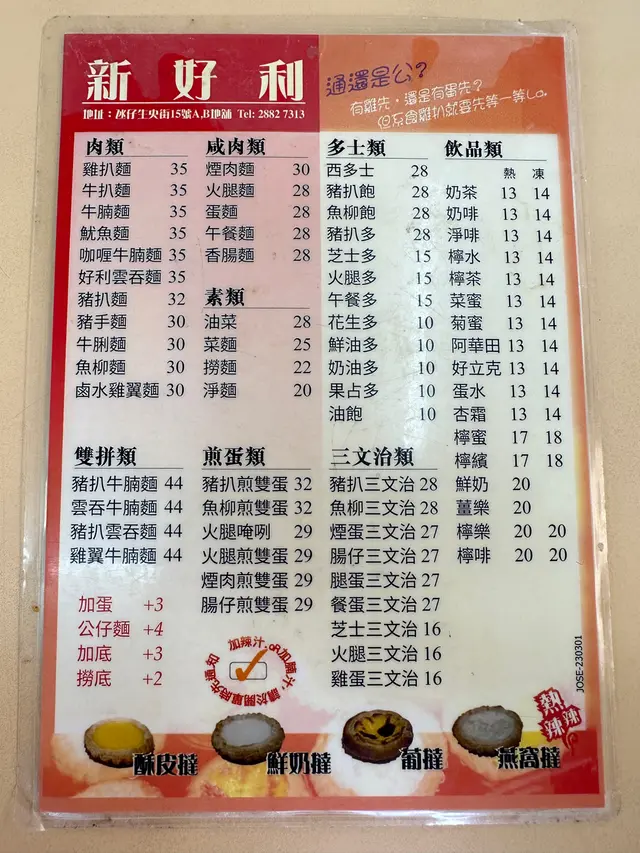 新好利
地址：氹仔生央街15號A,B地舖 Tel: 2882 7313
通還是公?
有雞先，還是有蛋先?
但系食雞扒就要先等一等La。
肉類
雞扒麵 35
牛扒麵 35
牛腩麵 35
魷魚麵 35
咖喱牛腩麵 35
好利雲吞麵 35
豬扒麵 32
豬手麵 30
牛脷麵 30
魚柳麵 30
鹵水雞翼麵 30
咸肉類
煙肉麵 30
火腿麵 28
蛋麵 28
午餐麵 28
香腸麵 28
素類
油菜 28
菜麵 25
撈麵 22
淨麵 20
多士類
西多士 28
豬扒飽 28
魚柳飽 28
豬扒多 28
芝士多 15
火腿多 15
午餐多 15
花生多 10
鮮油多 10
奶油多 10
果占多 10
油飽 10
飲品類
熱 凍
奶茶 13 14
奶啡 13 14
淨啡 13 14
檸水 13 14
檸茶 13 14
菜蜜 13 14
菊蜜 13 14
阿華田 13 14
好立克 13 14
蛋水 13 14
杏霜 13 14
檸蜜 17 18
檸繽 17 18
鮮奶 20
薑樂 20
檸樂 20 20
檸啡 20 20
雙拼類
豬扒牛腩麵 44
雲吞牛腩麵 44
豬扒雲吞麵 44
雞翼牛腩麵 44
加蛋 +3
公仔麵 +4
加底 +3
撈底 +2
煎蛋類
豬扒煎雙蛋 32
魚柳煎雙蛋 32
火腿唵咧 29
火腿煎雙蛋 29
煙肉煎雙蛋 29
腸仔煎雙蛋 29
加辣汁,OR加腩汁,請於開單時先通知
三文治類
豬扒三文治 28
魚柳三文治 28
煙蛋三文治 27
腸仔三文治 27
腿蛋三文治 27
餐蛋三文治 27
芝士三文治 16
火腿三文治 16
雞蛋三文治 16
JOSE-230301
熱辣辣
酥皮撻
鮮奶撻
葡撻
燕窩撻